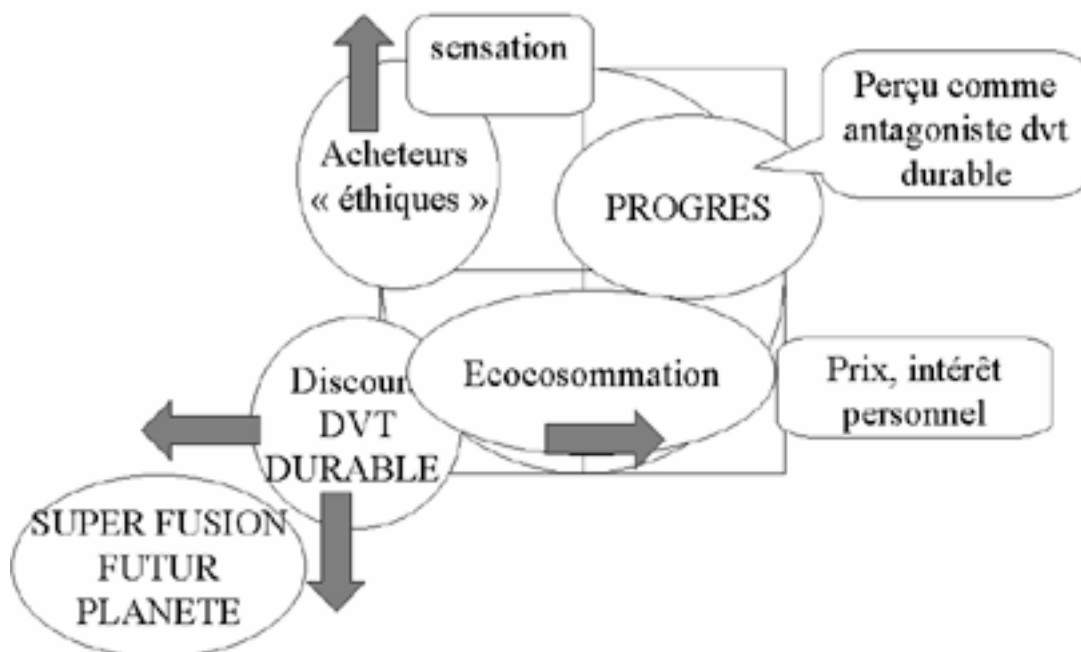 sensation
Perçu comme
antagoniste dvt
durable
Acheteurs
« éthiques »
PROGRES
Ecocosommation
Prix, intérêt
personnel
Discour
DVT
DURABLE
SUPER FUSION
FUTUR
PLANETE